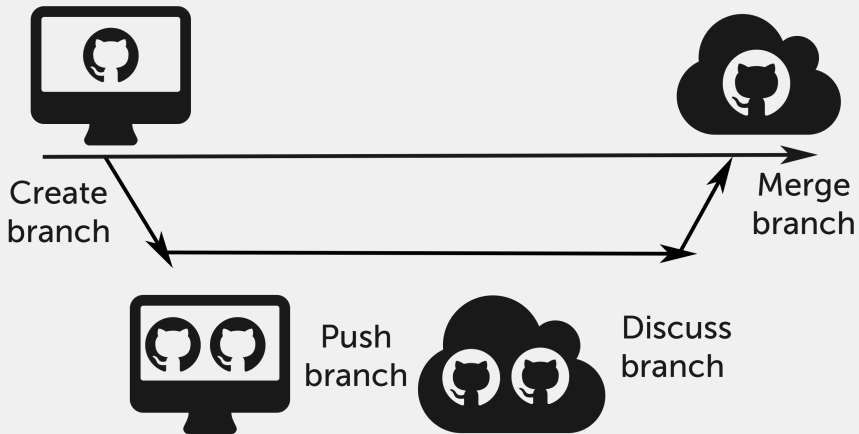 Create
branch
Push
branch
Discuss
branch
Merge
branch